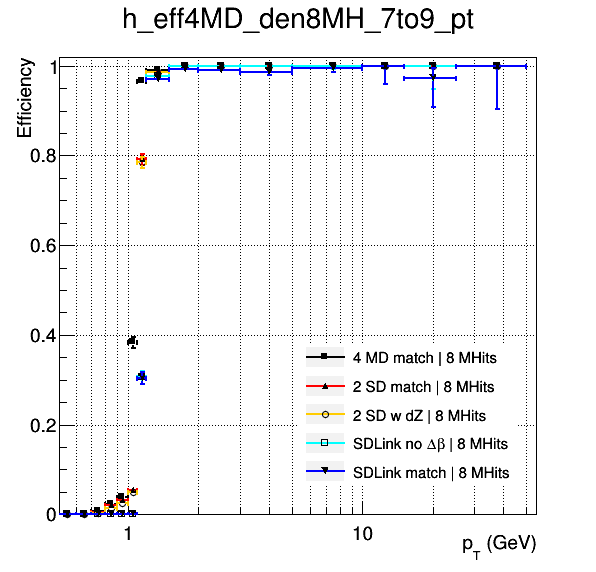 h_eff4MD_den8MH_7to9_pt
Efficiency
1
0.8
0.6
0.4
0.2
0
4 MD match | 8 MHits
2 SD match | 8 MHits
2 SD w dZ | 8 MHits
SDLink no Δβ | 8 MHits
SDLink match | 8 MHits
1
10
p_T (GeV)